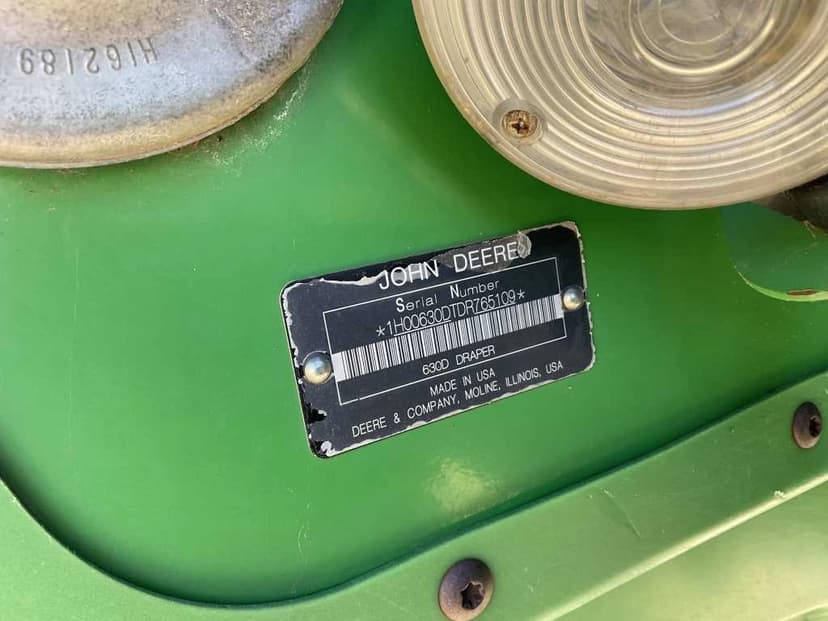 H162189
JOHN DEERE
Serial Number
*1H00630DTDR765109*
630D DRAPER
MADE IN USA
DEERE & COMPANY, MOLINE, ILLINOIS, USA